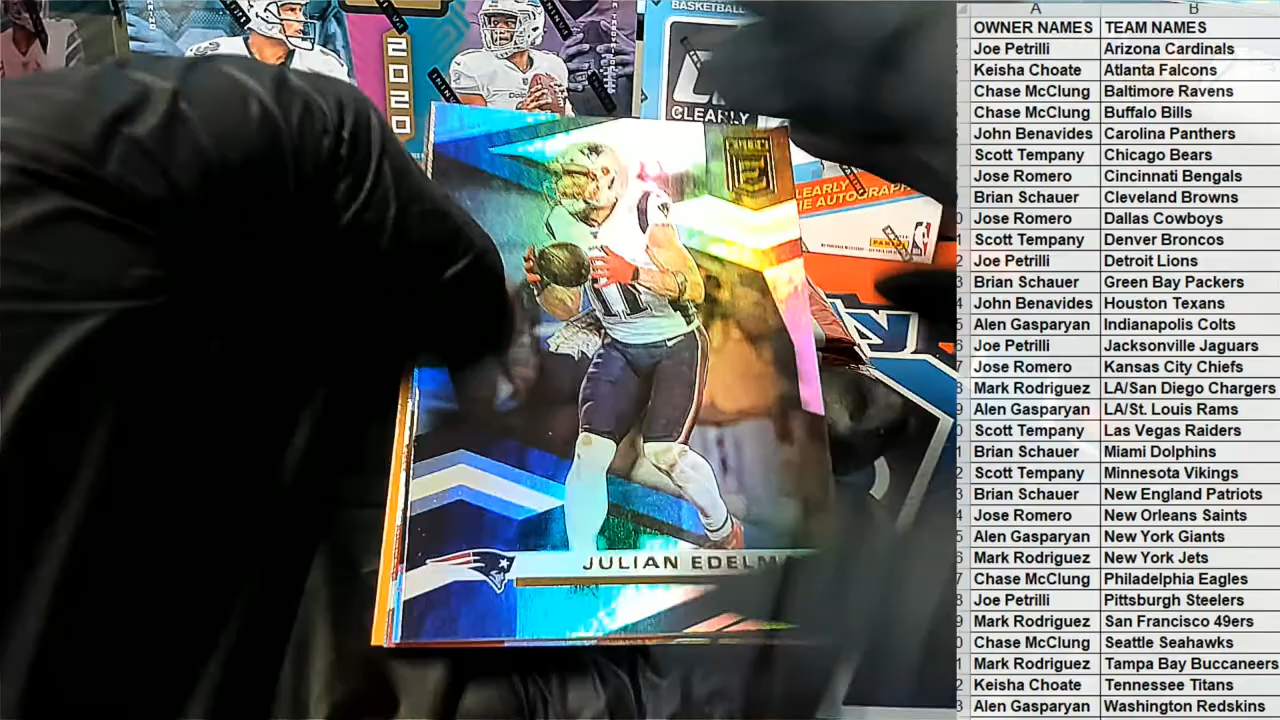 BASKETBALL
2020
CLEARLY
CLEARLY
IE AUTOGRAPH
PANINI
11
JULIAN EDELMA
A B
OWNER NAMES TEAM NAMES
Joe Petrilli Arizona Cardinals
Keisha Choate Atlanta Falcons
Chase McClung Baltimore Ravens
Chase McClung Buffalo Bills
John Benavides Carolina Panthers
Scott Tempany Chicago Bears
Jose Romero Cincinnati Bengals
Brian Schauer Cleveland Browns
Jose Romero Dallas Cowboys
Scott Tempany Denver Broncos
Joe Petrilli Detroit Lions
Brian Schauer Green Bay Packers
John Benavides Houston Texans
Alen Gasparyan Indianapolis Colts
Joe Petrilli Jacksonville Jaguars
Jose Romero Kansas City Chiefs
Mark Rodriguez LA/San Diego Chargers
Alen Gasparyan LA/St. Louis Rams
Scott Tempany Las Vegas Raiders
Brian Schauer Miami Dolphins
Scott Tempany Minnesota Vikings
Brian Schauer New England Patriots
Jose Romero New Orleans Saints
Alen Gasparyan New York Giants
Mark Rodriguez New York Jets
Chase McClung Philadelphia Eagles
Joe Petrilli Pittsburgh Steelers
Mark Rodriguez San Francisco 49ers
Chase McClung Seattle Seahawks
Mark Rodriguez Tampa Bay Buccaneers
Keisha Choate Tennessee Titans
Alen Gasparyan Washington Redskins